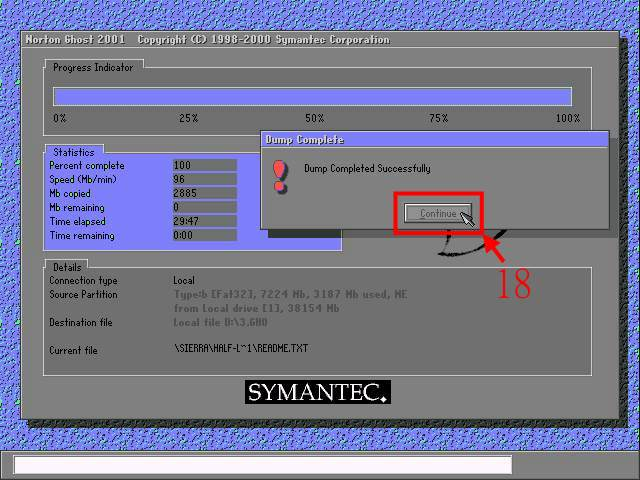 Norton Ghost 2001 Copyright (C) 1998-2000 Symantec Corporation
Progress Indicator
0% 25% 50% 75% 100%
Dump Complete
Dump Completed Successfully
Continue
18
Statistics
Percent complete 100
Speed (Mb/min) 96
Mb copied 2885
Mb remaining 0
Time elapsed 29:47
Time remaining 0:00
Details
Connection type Local
Source Partition Type:b [Fat32], 7224 Mb, 3187 Mb used, ME
from Local drive [1], 38154 Mb
Destination file Local file D:\3.GHO
Current file \SIERRA\HALF-L~1\README.TXT
SYMANTEC.